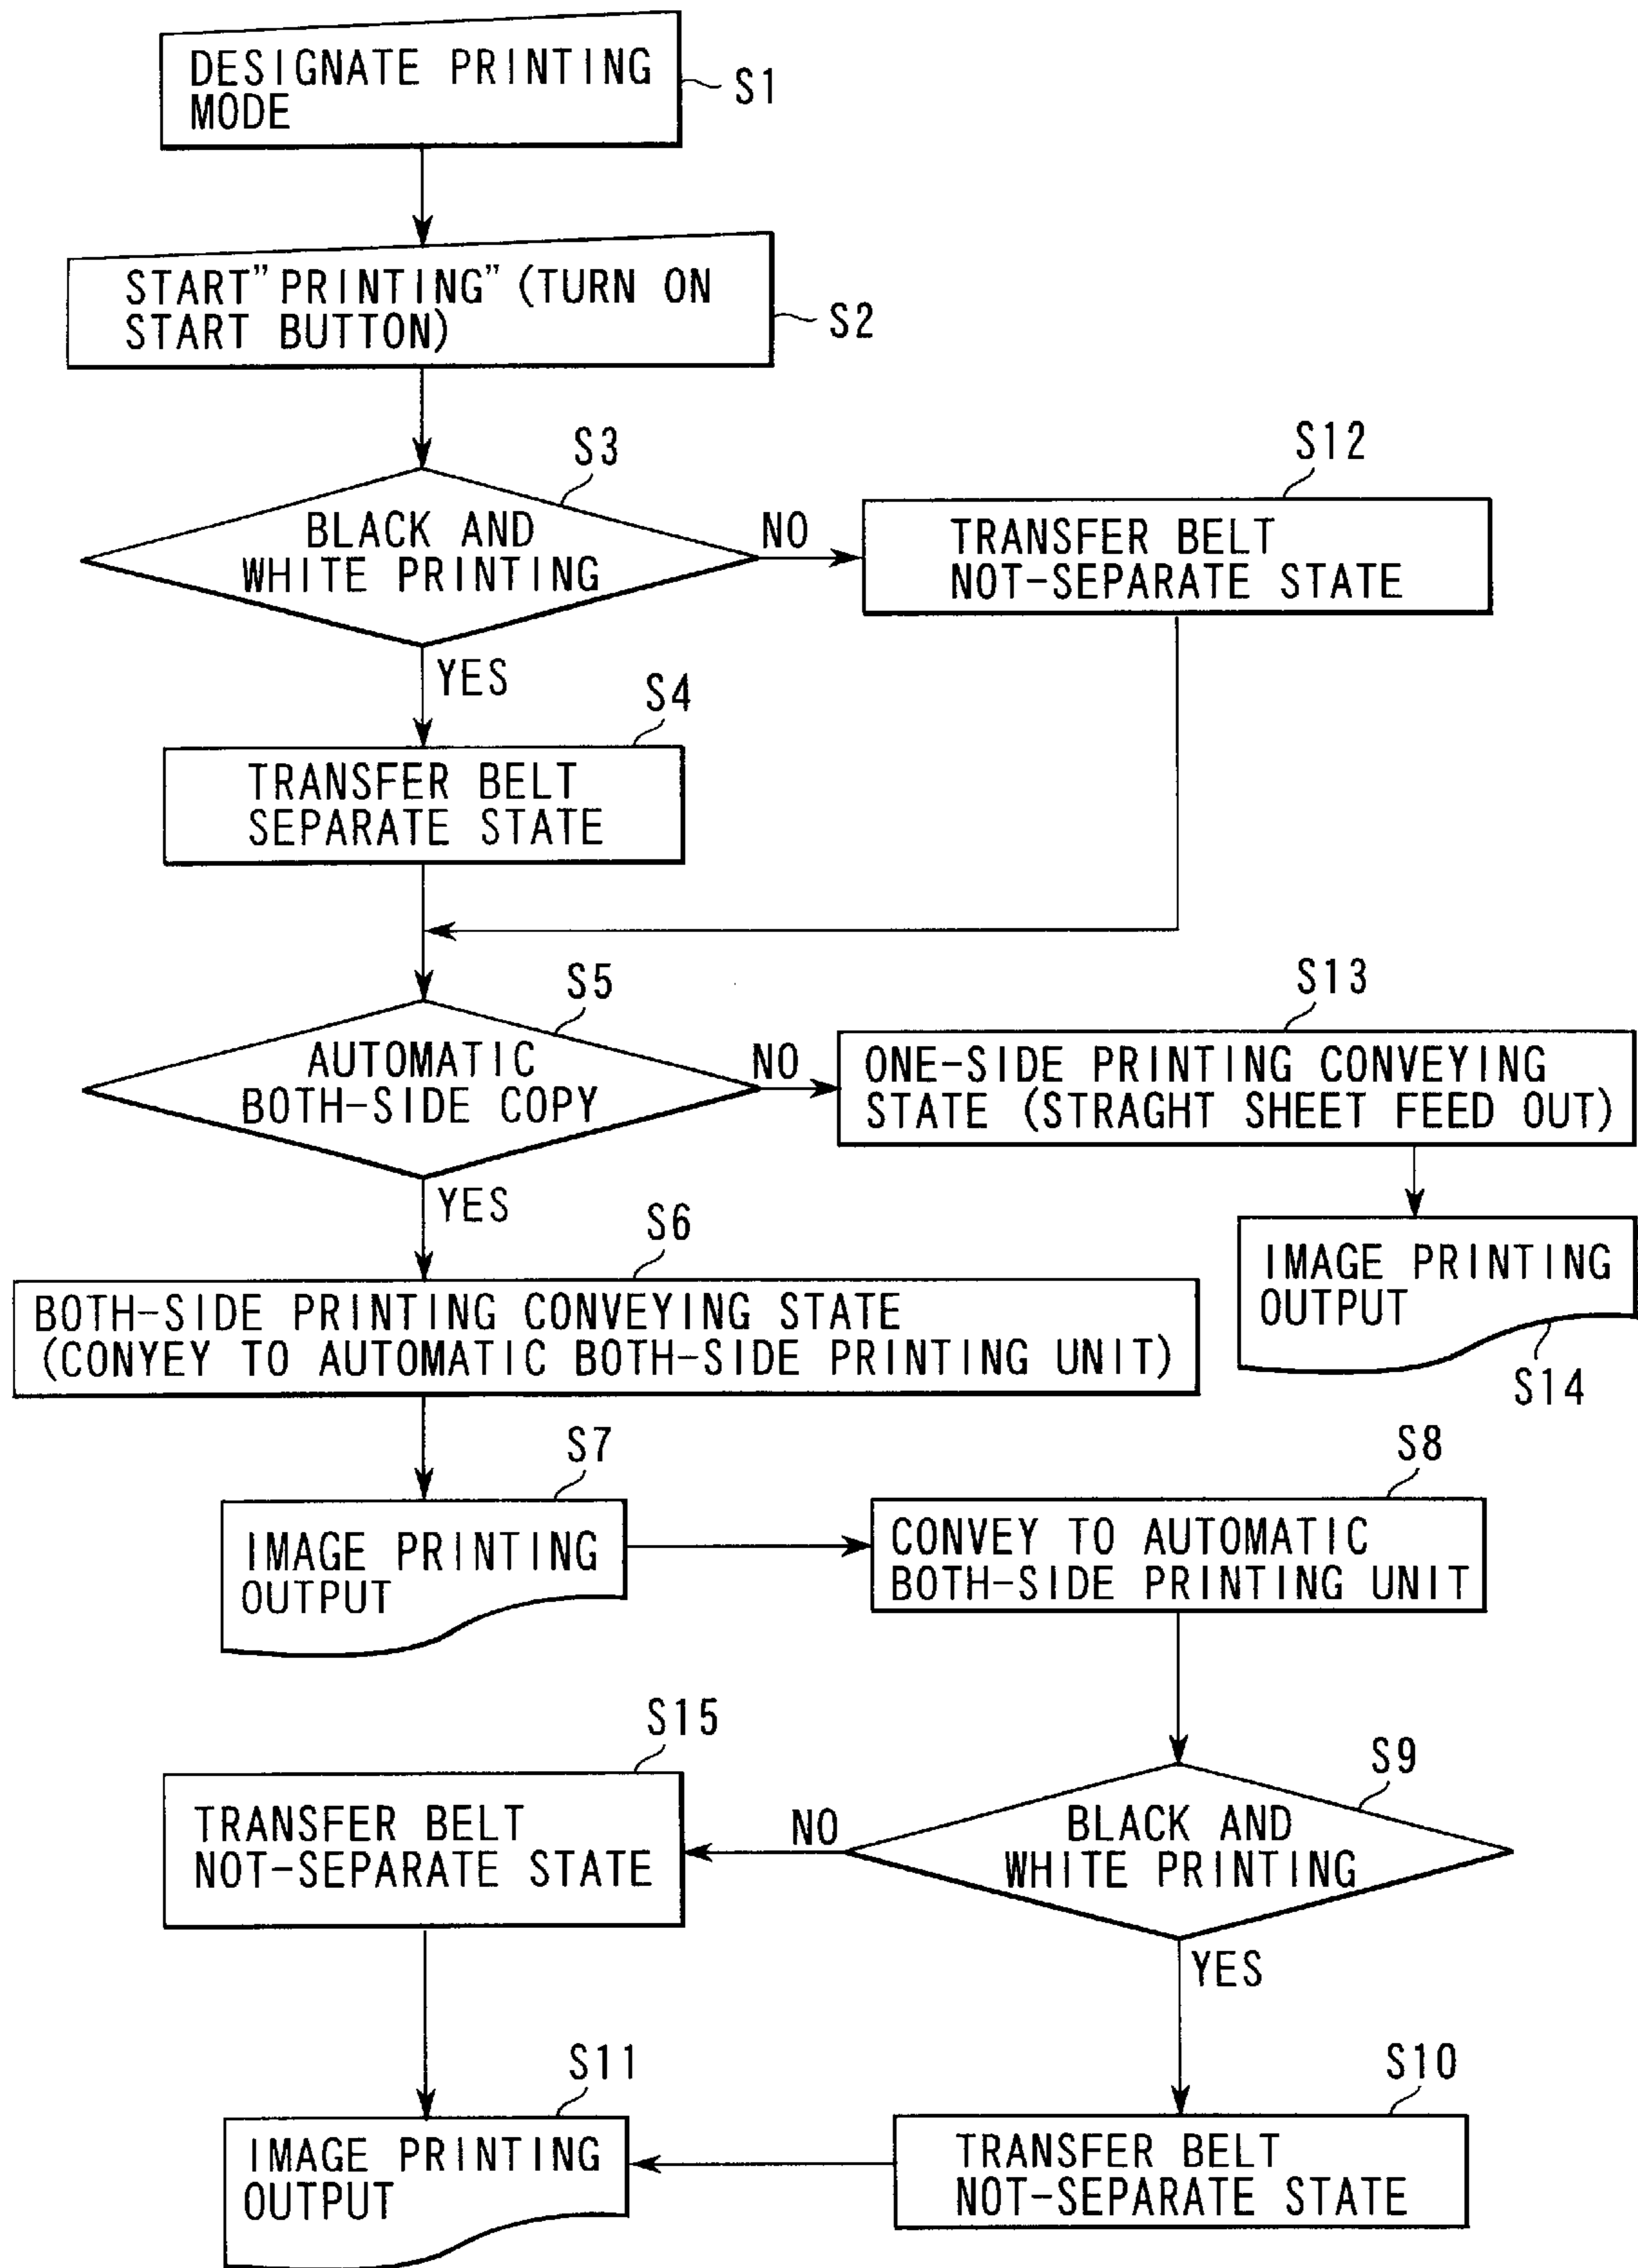 DESIGNATE PRINTING
MODE
S1
START"PRINTING"(TURN ON
START BUTTON)
S2
S3
BLACK AND
WHITE PRINTING
NO
YES
S12
TRANSFER BELT
NOT-SEPARATE STATE
S4
TRANSFER BELT
SEPARATE STATE
S5
AUTOMATIC
BOTH-SIDE COPY
NO
YES
S13
ONE-SIDE PRINTING CONVEYING
STATE (STRAGHT SHEET FEED OUT)
IMAGE PRINTING
OUTPUT
S14
S6
BOTH-SIDE PRINTING CONVEYING STATE
(CONYEY TO AUTOMATIC BOTH-SIDE PRINTING UNIT)
S7
IMAGE PRINTING
OUTPUT
S8
CONVEY TO AUTOMATIC
BOTH-SIDE PRINTING UNIT
S9
BLACK AND
WHITE PRINTING
NO
YES
S15
TRANSFER BELT
NOT-SEPARATE STATE
S10
TRANSFER BELT
NOT-SEPARATE STATE
S11
IMAGE PRINTING
OUTPUT